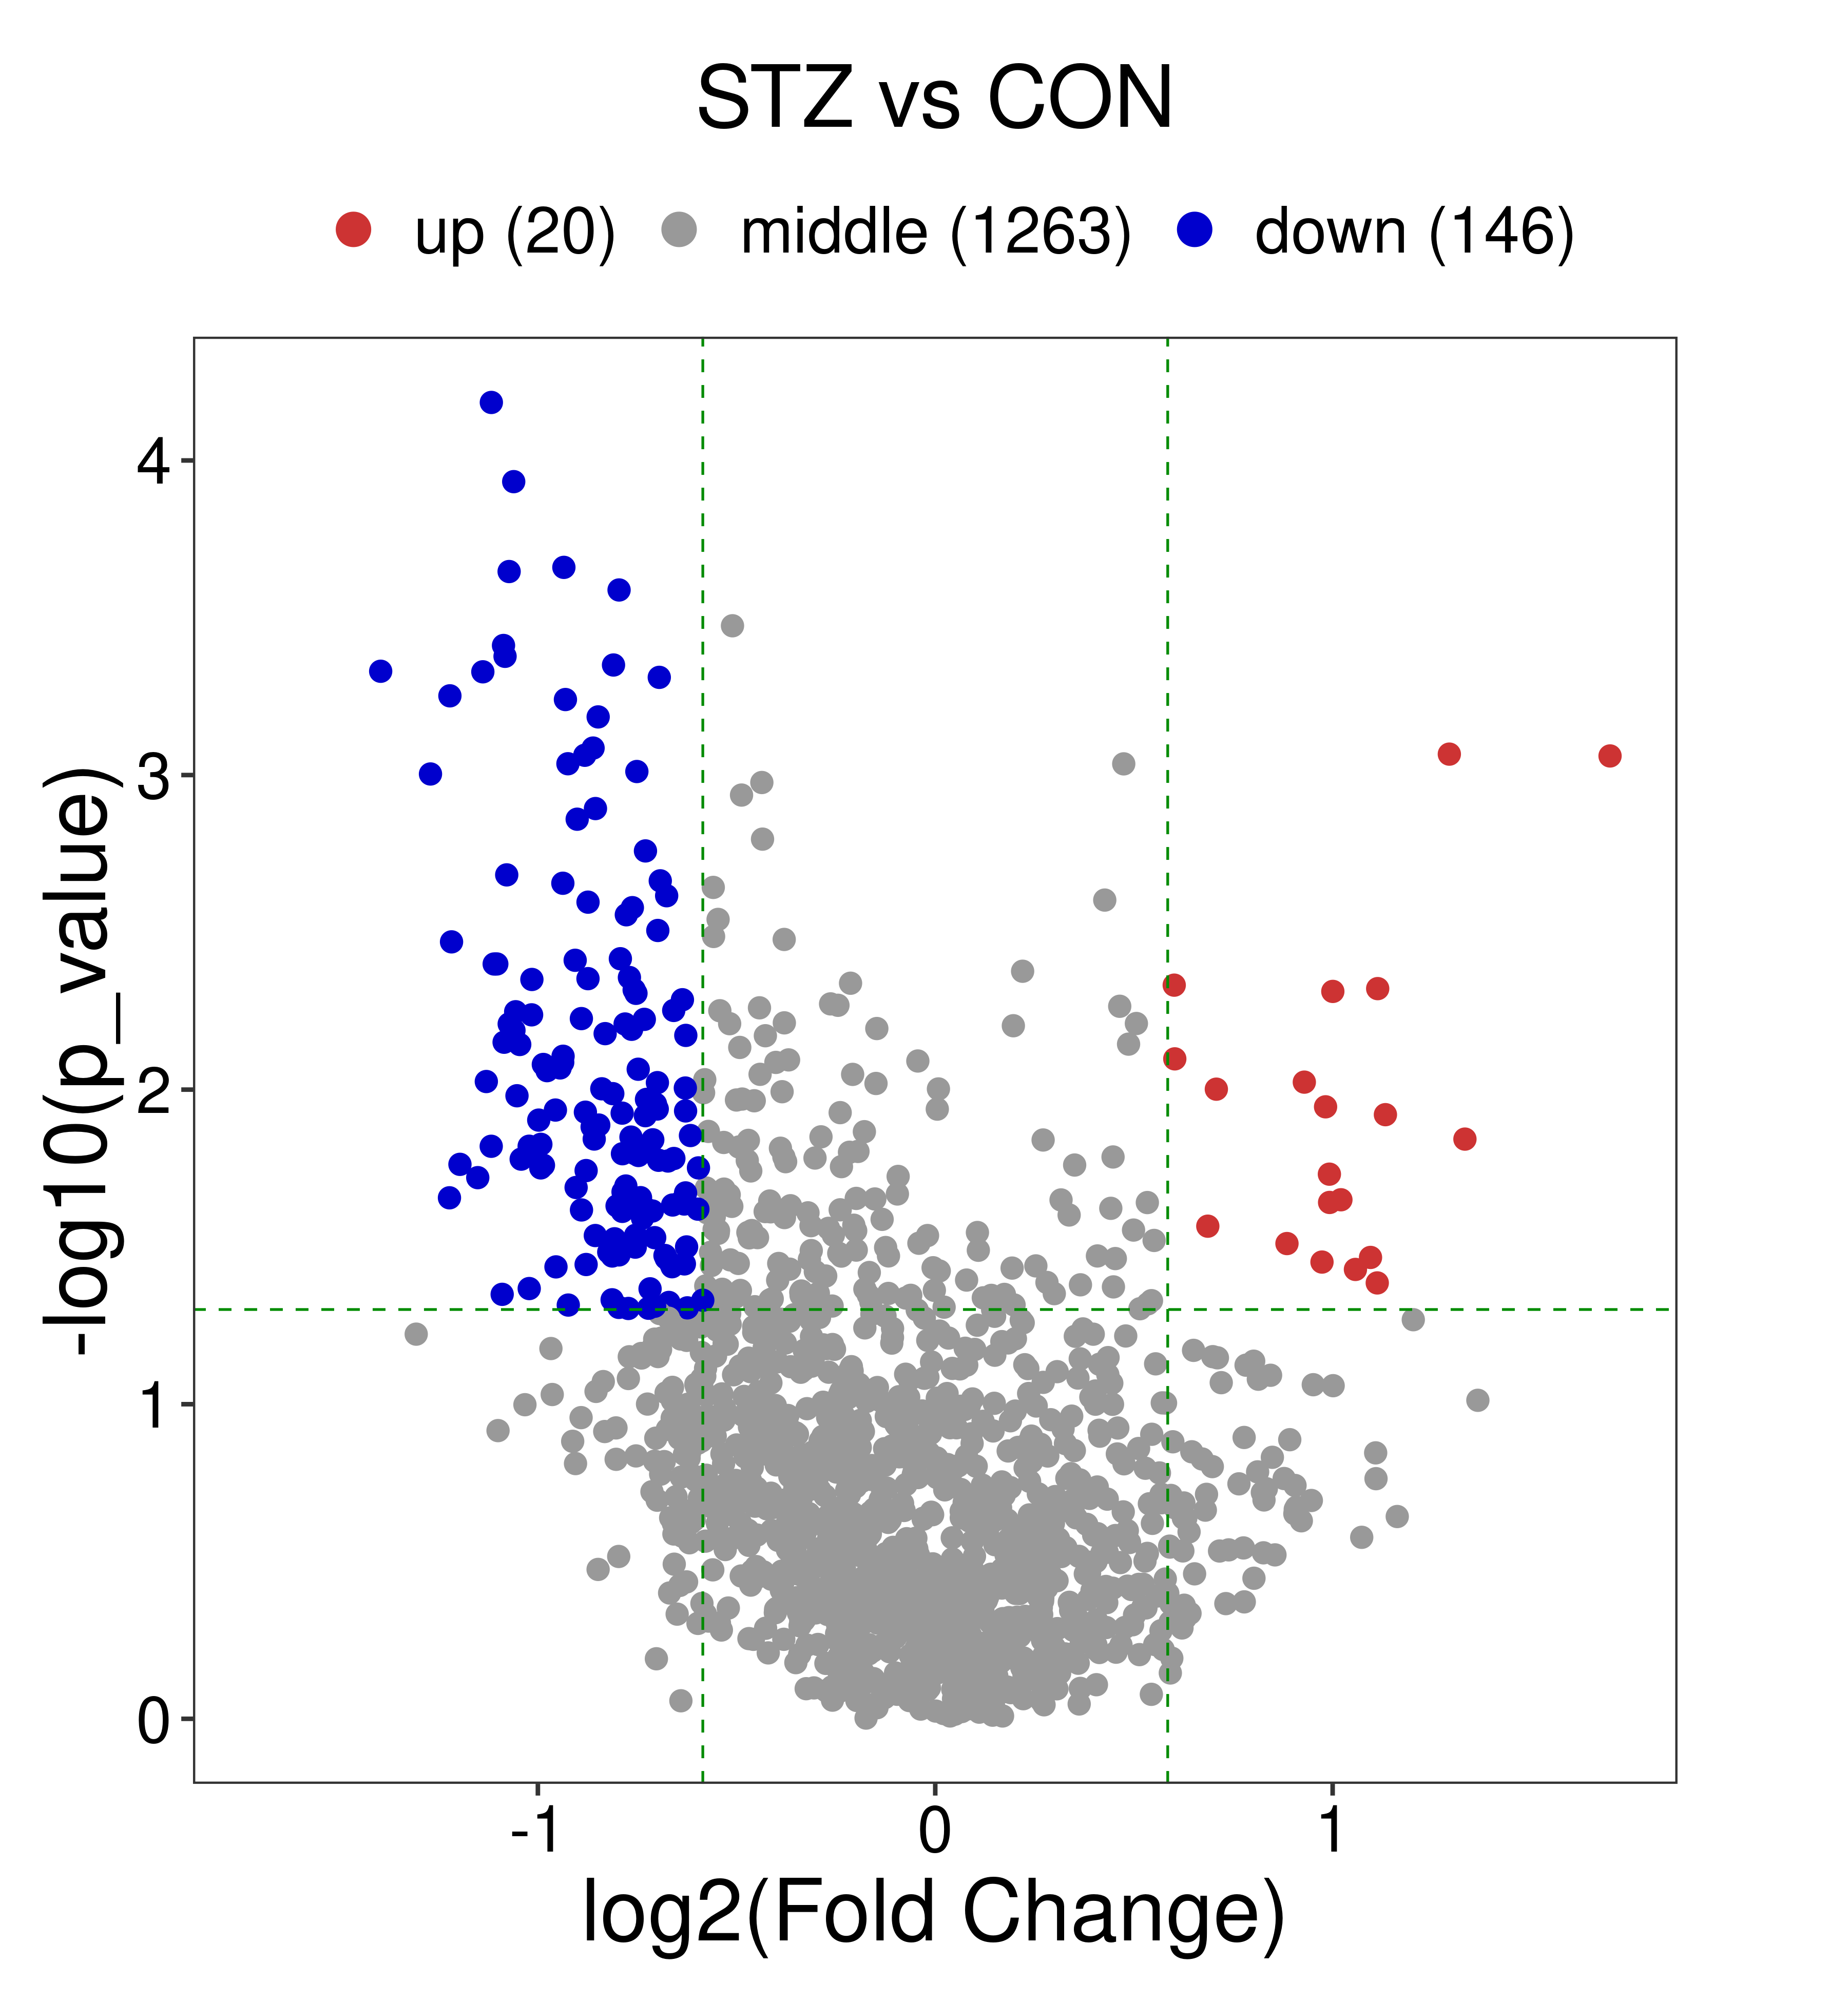 STZ vs CON
up (20) middle (1263) down (146)
-log10(p_value)
4
3
2
1
0
-1 0 1
log2(Fold Change)